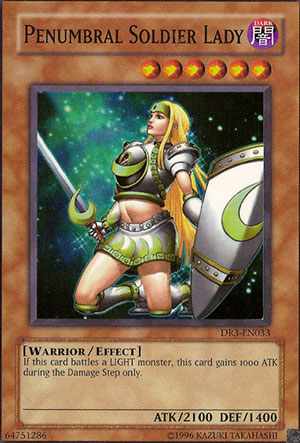 PENUMBRAL SOLDIER LADY
DARK
闇
DR3-EN033
[WARRIOR/EFFECT]
If this card battles a LIGHT monster, this card gains 1000 ATK
during the Damage Step only.
ATK/2100 DEF/1400
64751286
©1996 KAZUKI TAKAHASHI